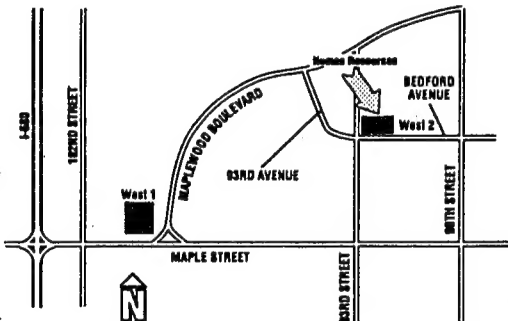 Human Resources
BEDFORD
AVENUE
West 2
I-680
102RD STREET
MAPLEWOOD BOULEVARD
93RD AVENUE
90TH STREET
West 1
MAPLE STREET
93RD STREET
N